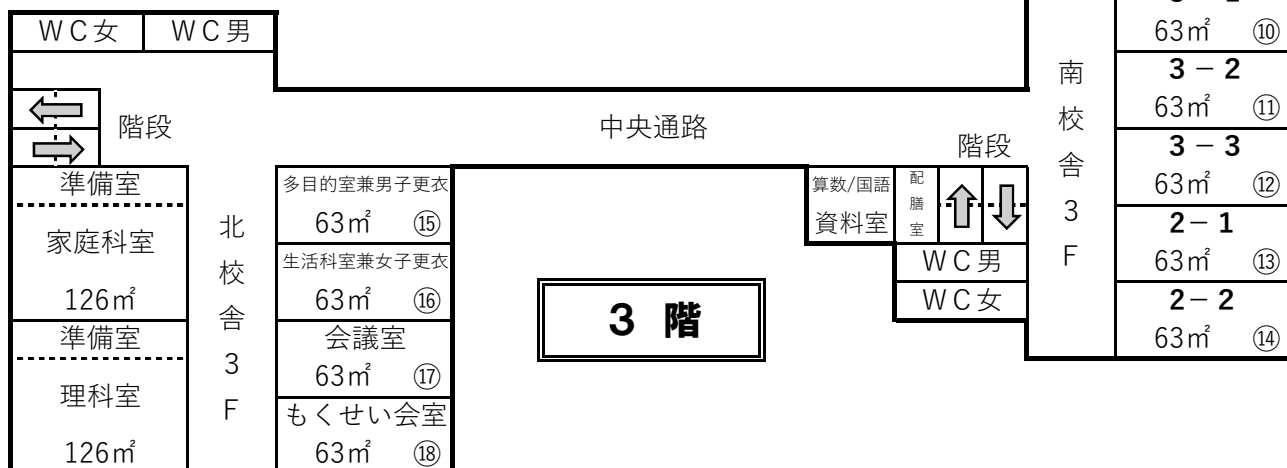 WC女
WC男
階段
準備室
家庭科室
126㎡
準備室
理科室
126㎡
北校舎3F
多目的室兼男子更衣
63㎡ ⑮
生活科室兼女子更衣
63㎡ ⑯
会議室
63㎡ ⑰
もくせい会室
63㎡ ⑱
中央通路
3 階
階段
算数/国語
資料室
配膳室
WC男
WC女
南校舎3F
63㎡ ⑩
3－2
63㎡ ⑪
3－3
63㎡ ⑫
2－1
63㎡ ⑬
2－2
63㎡ ⑭